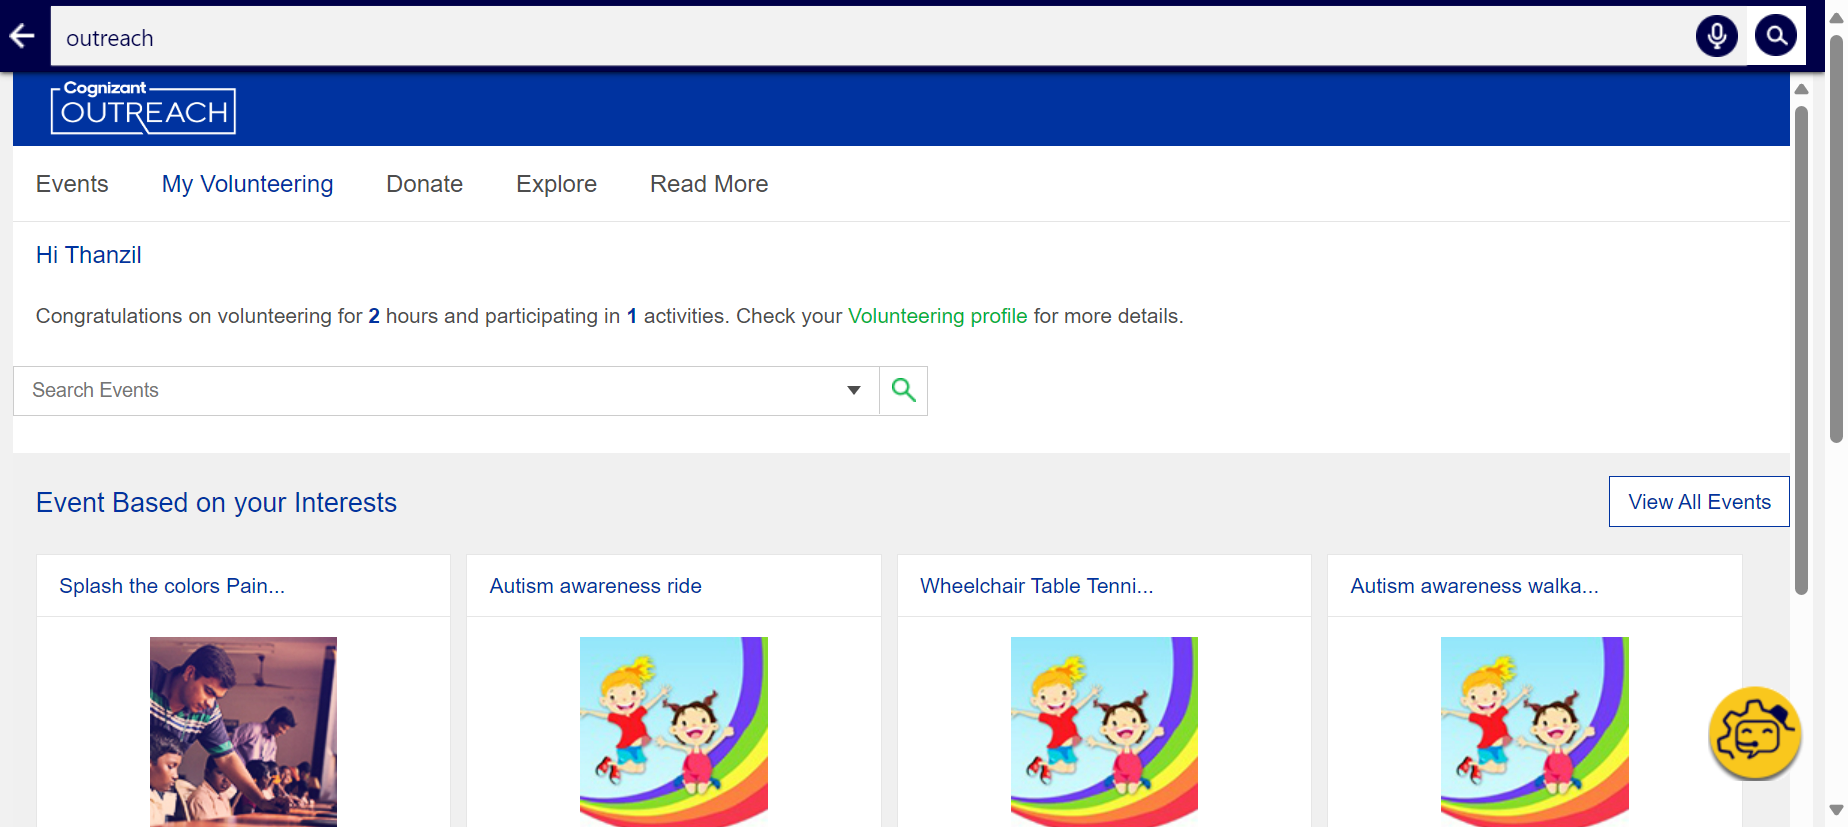 outreach
Cognizant
OUTREACH
Events My Volunteering Donate Explore Read More
Hi Thanzil
Congratulations on volunteering for 2 hours and participating in 1 activities. Check your Volunteering profile for more details.
Search Events
Event Based on your Interests
View All Events
Splash the colors Pain...
Autism awareness ride
Wheelchair Table Tenni...
Autism awareness walka...